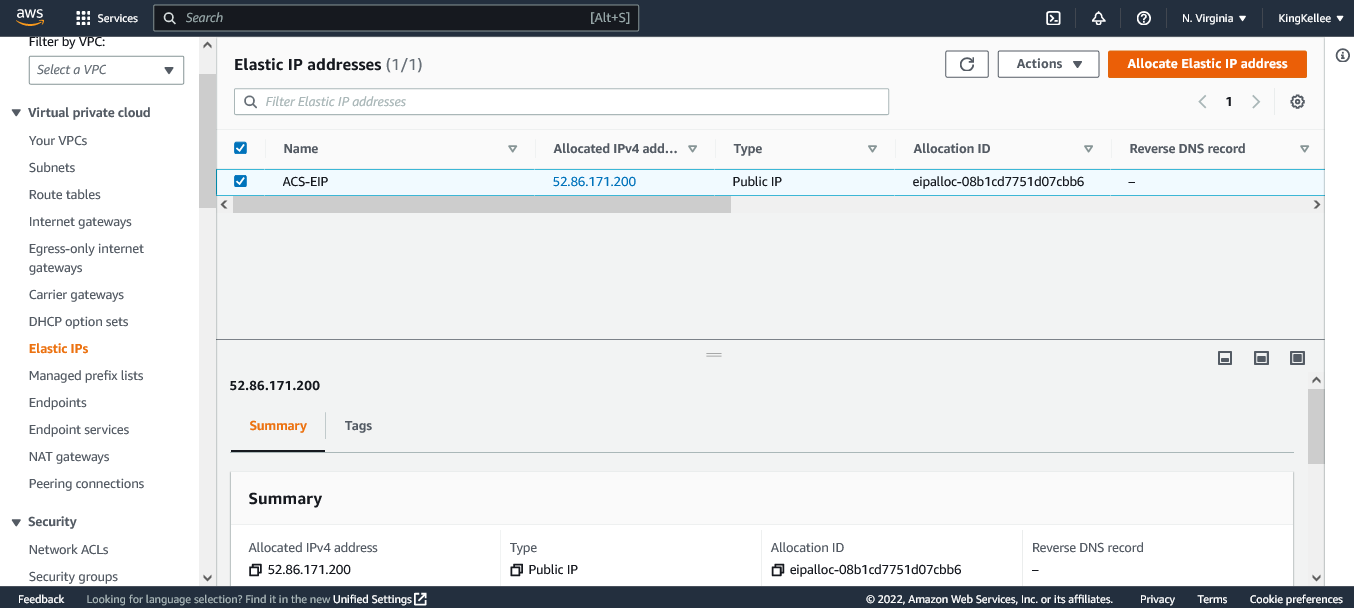 aws
Services
Search
[Alt+S]
N. Virginia
KingKellee
Filter by VPC:
Select a VPC
Virtual private cloud
Your VPCs
Subnets
Route tables
Internet gateways
Egress-only internet
gateways
Carrier gateways
DHCP option sets
Elastic IPs
Managed prefix lists
Endpoints
Endpoint services
NAT gateways
Peering connections
Security
Network ACLs
Security groups
Elastic IP addresses (1/1)
Actions
Allocate Elastic IP address
Filter Elastic IP addresses
1
Name
Allocated IPv4 add...
Type
Allocation ID
Reverse DNS record
ACS-EIP
52.86.171.200
Public IP
eipalloc-08b1cd7751d07cbb6
–
52.86.171.200
Summary
Tags
Summary
Allocated IPv4 address
52.86.171.200
Type
Public IP
Allocation ID
eipalloc-08b1cd7751d07cbb6
Reverse DNS record
–
Feedback
Looking for language selection? Find it in the new Unified Settings
© 2022, Amazon Web Services, Inc. or its affiliates.
Privacy
Terms
Cookie preferences